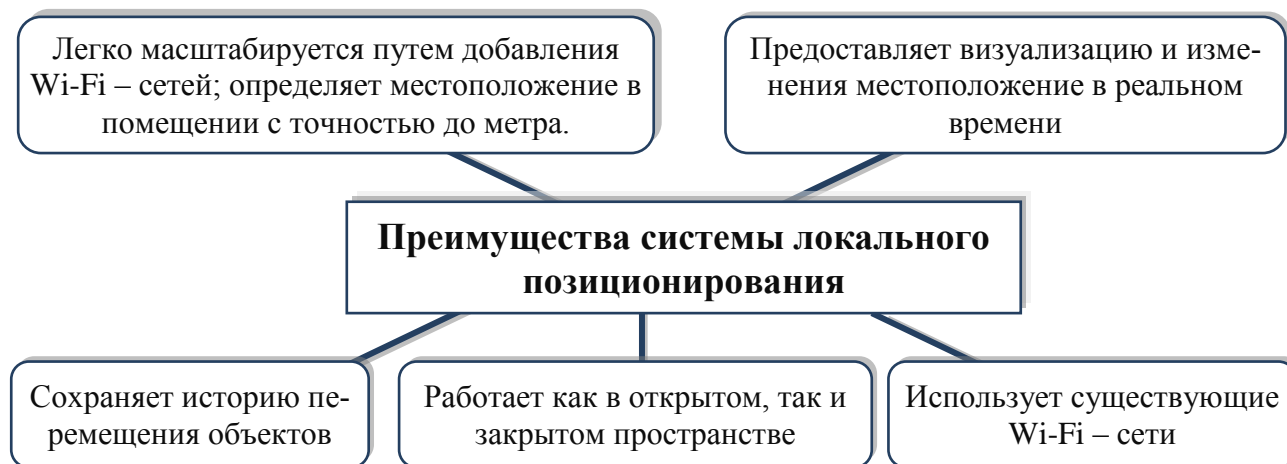 Легко масштабируется путем добавления
Wi-Fi – сетей; определяет местоположение в
помещении с точностью до метра.
Предоставляет визуализацию и изме-
нения местоположение в реальном
времени
Преимущества системы локального
позиционирования
Сохраняет историю пе-
ремещения объектов
Работает как в открытом, так и
закрытом пространстве
Использует существующие
Wi-Fi – сети